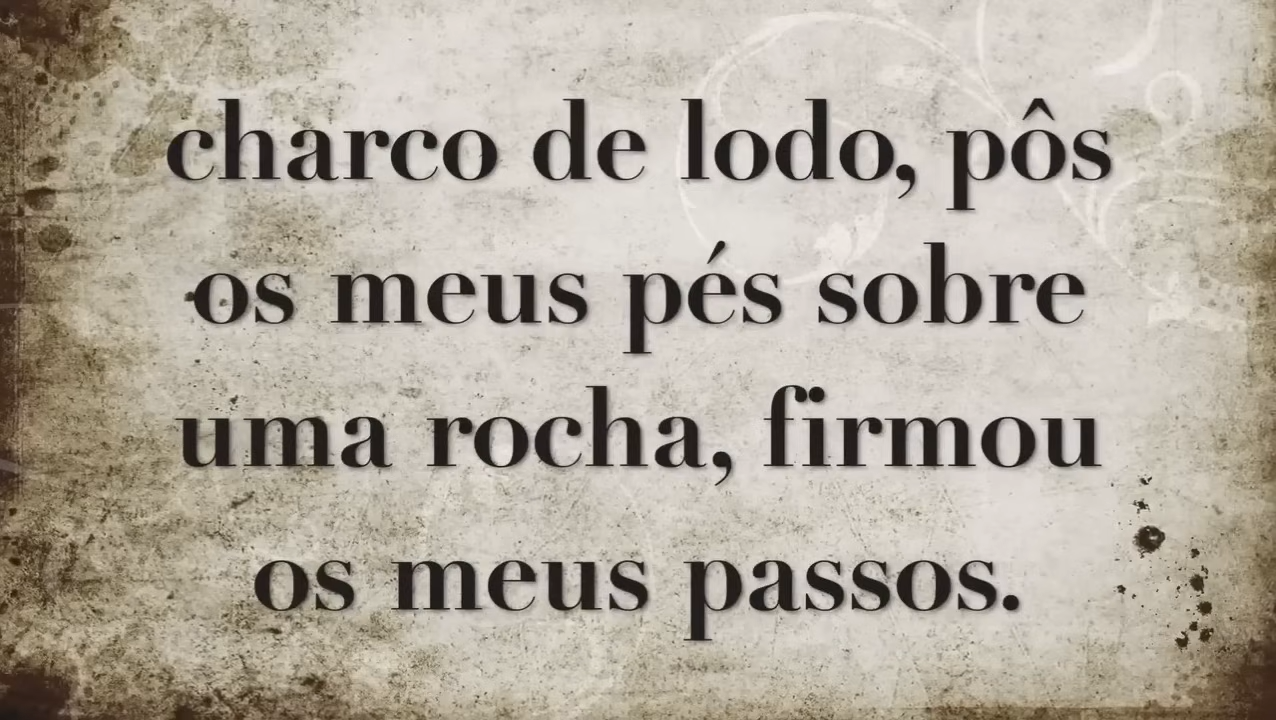 charco de lodo, pôs
os meus pés sobre
uma rocha, firmou
os meus passos.